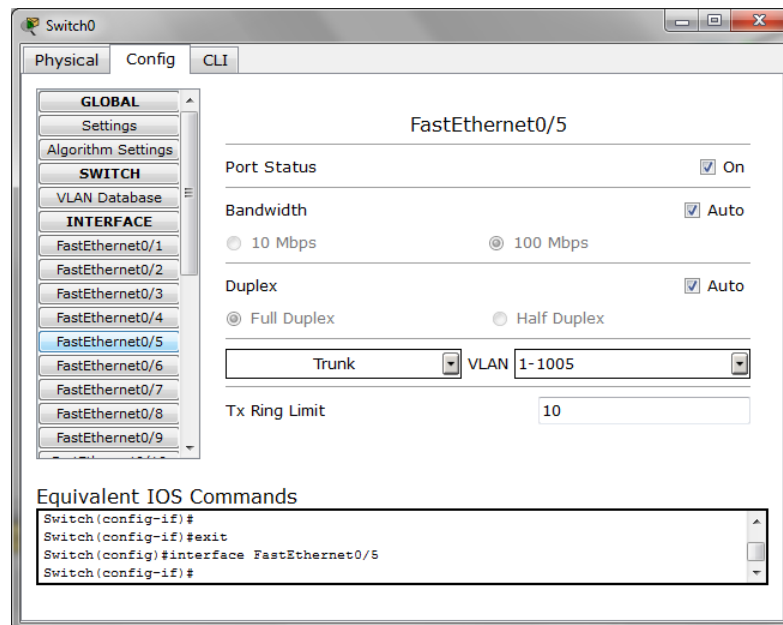 Switch0
Physical Config CLI
GLOBAL
Settings
Algorithm Settings
SWITCH
VLAN Database
INTERFACE
FastEthernet0/1
FastEthernet0/2
FastEthernet0/3
FastEthernet0/4
FastEthernet0/5
FastEthernet0/6
FastEthernet0/7
FastEthernet0/8
FastEthernet0/9
FastEthernet0/5
Port Status On
Bandwidth Auto
10 Mbps 100 Mbps
Duplex Auto
Full Duplex Half Duplex
Trunk VLAN 1-1005
Tx Ring Limit 10
Equivalent IOS Commands
Switch(config-if)#
Switch(config-if)#exit
Switch(config)#interface FastEthernet0/5
Switch(config-if)#